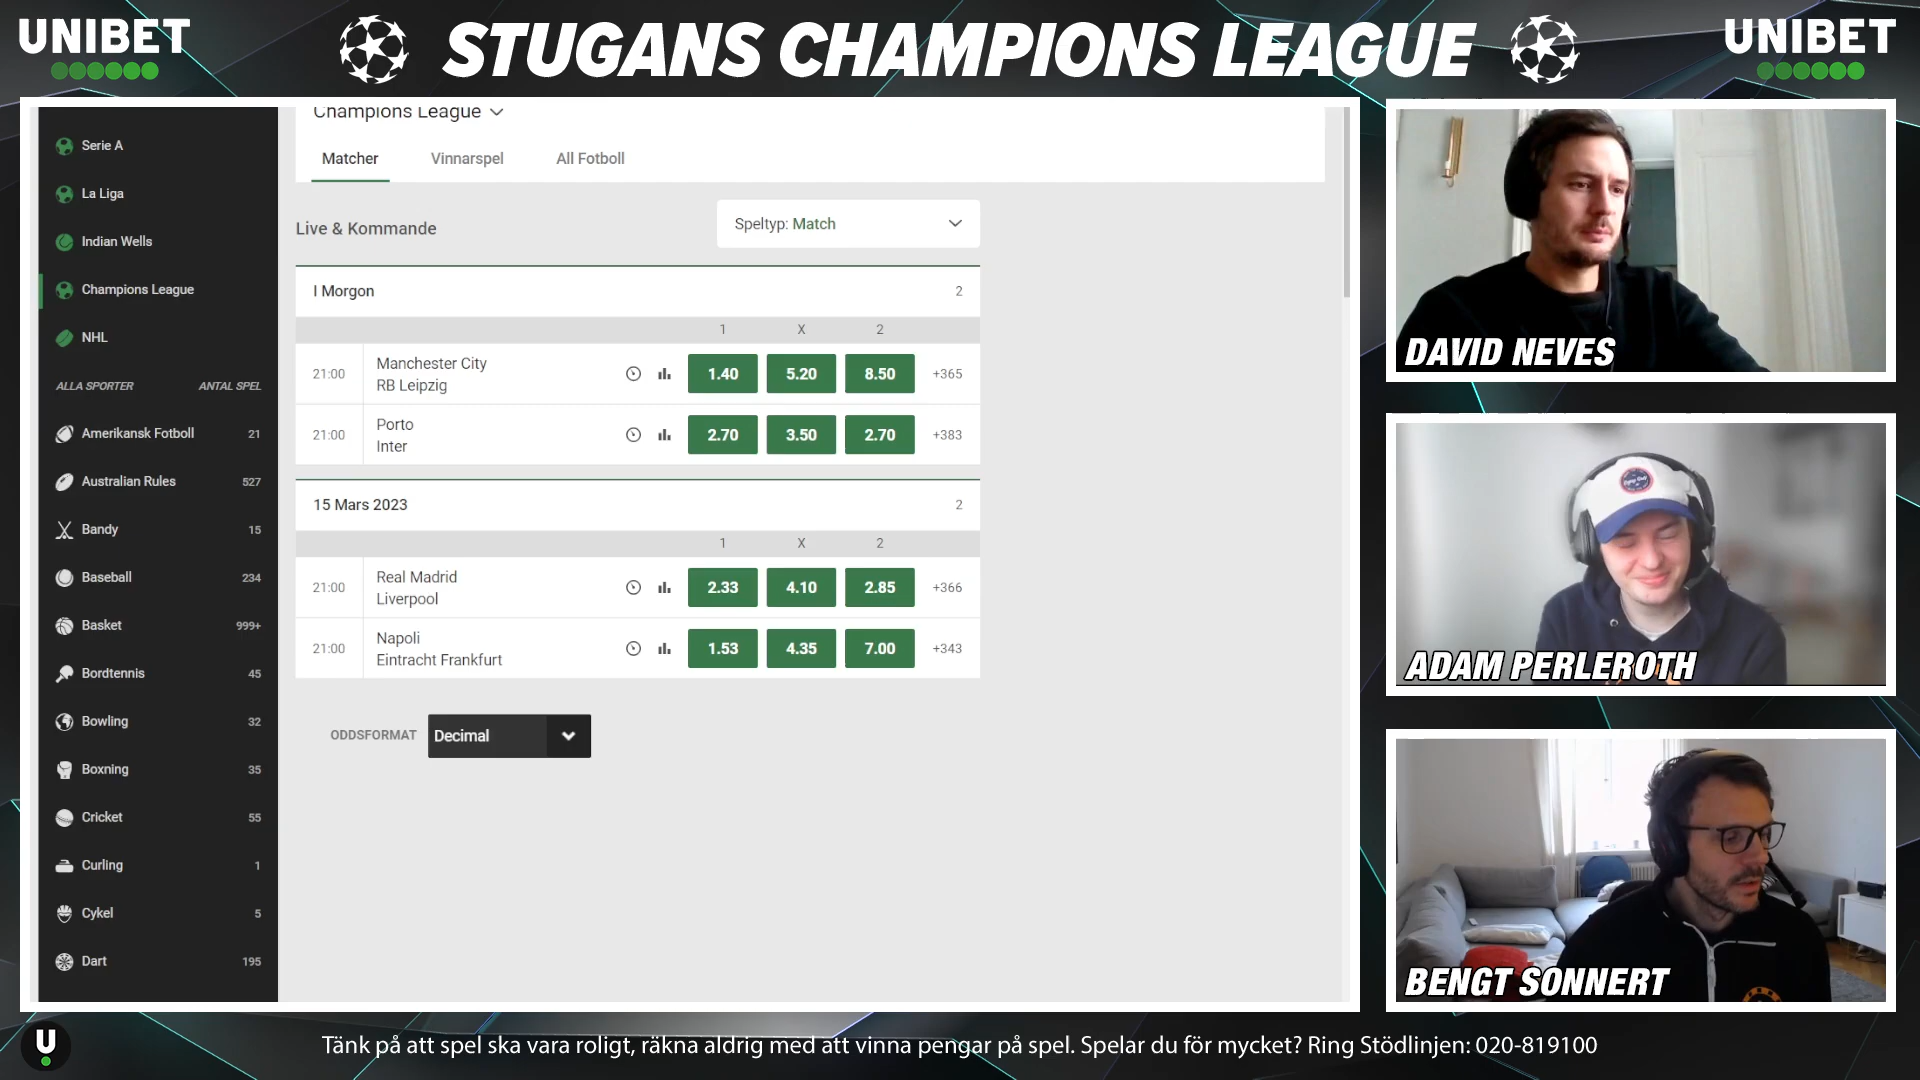 UNIBET
STUGANS CHAMPIONS LEAGUE
UNIBET
Champions League
Matcher
Vinnarspel
All Fotboll
Serie A
La Liga
Indian Wells
Champions League
NHL
ALLA SPORTER ANTAL SPEL
Amerikansk Fotboll 21
Australian Rules 527
Bandy 15
Baseball 234
Basket 999+
Bordtennis 45
Bowling 32
Boxning 35
Cricket 55
Curling 1
Cykel 5
Dart 195
Live & Kommande
Speltyp: Match
I Morgon 2
1 X 2
21:00
Manchester City
RB Leipzig
1.40 5.20 8.50 +365
21:00
Porto
Inter
2.70 3.50 2.70 +383
15 Mars 2023 2
1 X 2
21:00
Real Madrid
Liverpool
2.33 4.10 2.85 +366
21:00
Napoli
Eintracht Frankfurt
1.53 4.35 7.00 +343
ODDSFORMAT Decimal
DAVID NEVES
ADAM PERLEROTH
BENGT SONNERT
U
Tänk på att spel ska vara roligt, räkna aldrig med att vinna pengar på spel. Spelar du för mycket? Ring Stödlinjen: 020-819100